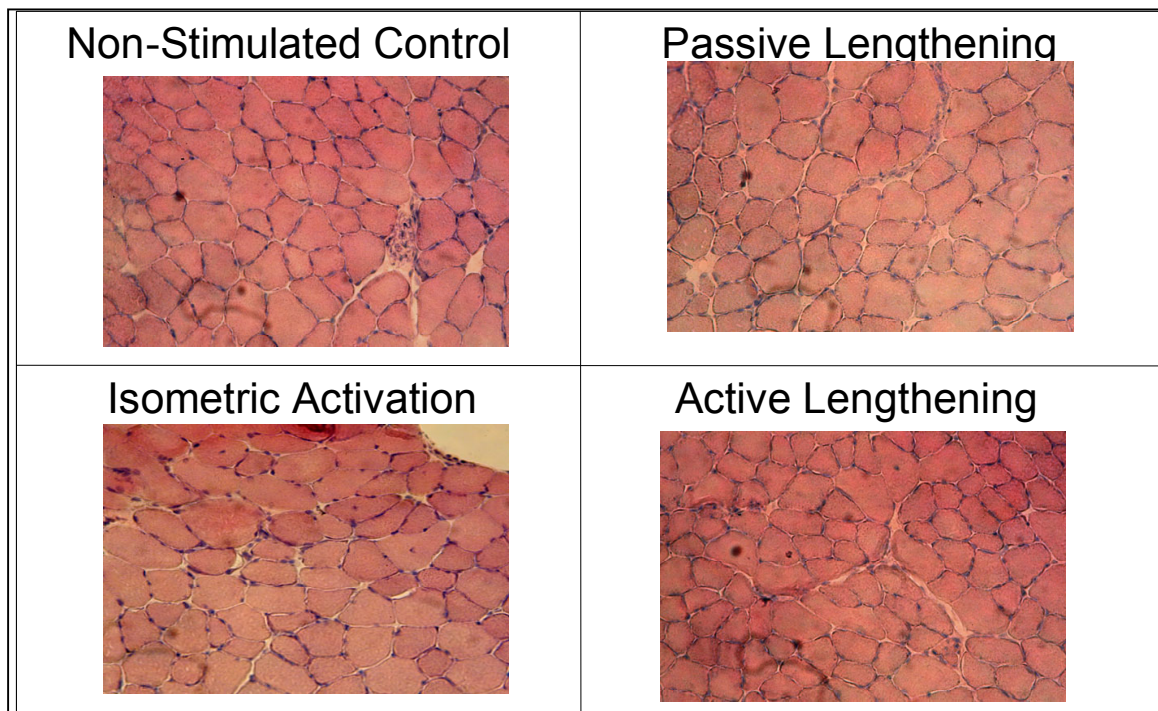 Non-Stimulated Control
Passive Lengthening
Isometric Activation
Active Lengthening